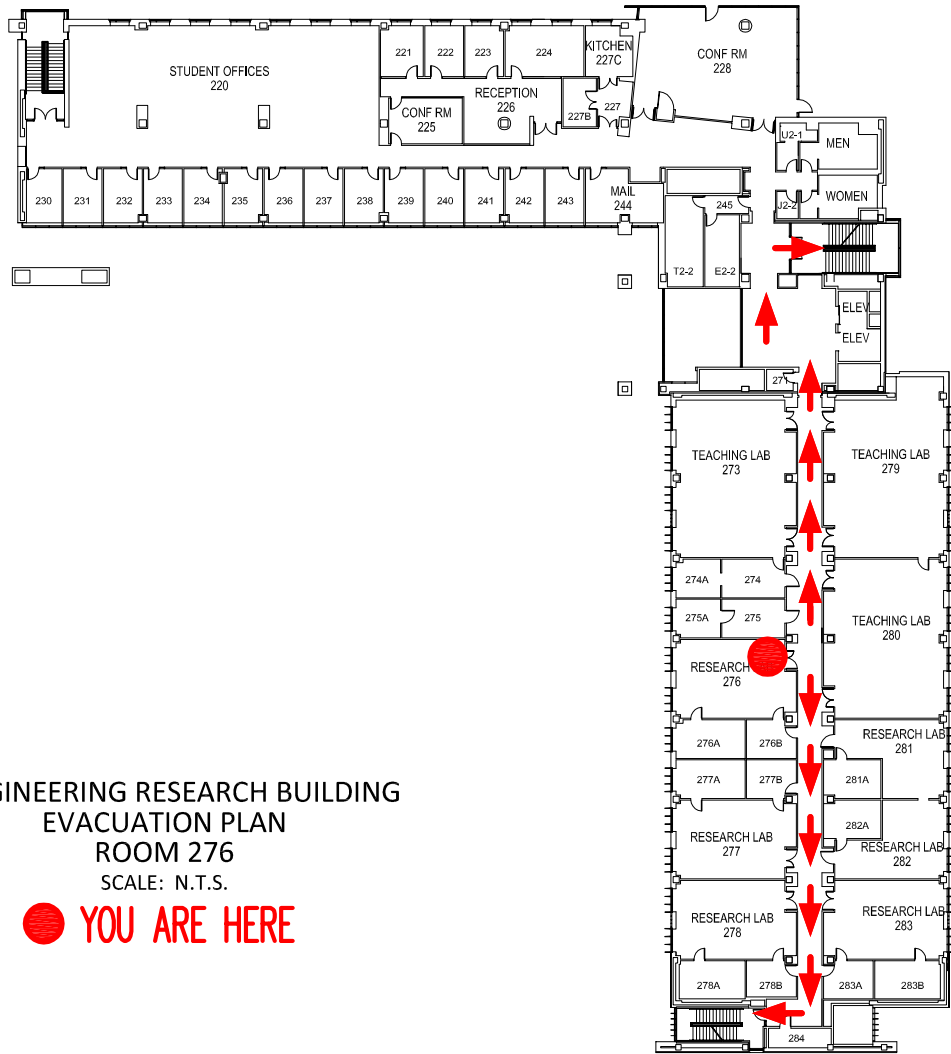 221
222
223
224
KITCHEN
227C
CONF RM
228
STUDENT OFFICES
220
RECEPTION
226
CONF RM
225
227B
227
U2-1
MEN
230
231
232
233
234
235
236
237
238
239
240
241
242
243
MAIL
244
245
J2-2
WOMEN
T2-2
E2-2
ELEV
ELEV
271
TEACHING LAB
273
TEACHING LAB
279
274A
274
275A
275
TEACHING LAB
280
RESEARCH
276
276A
276B
RESEARCH LAB
281
277A
277B
281A
282A
RESEARCH LAB
277
RESEARCH LAB
282
RESEARCH LAB
278
RESEARCH LAB
283
278A
278B
283A
283B
284
GINEERING RESEARCH BUILDING
EVACUATION PLAN
ROOM 276
SCALE: N.T.S.
YOU ARE HERE